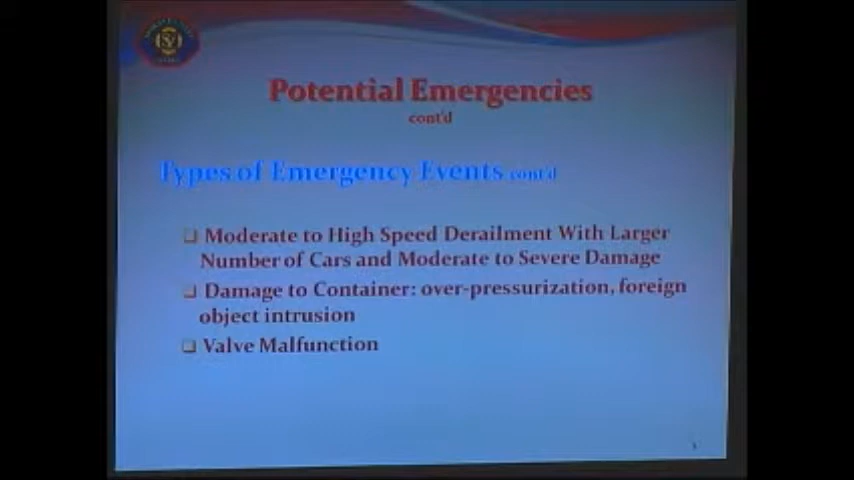 Potential Emergencies
cont'd
Types of Emergency Events cont'd
❑ Moderate to High Speed Derailment With Larger
Number of Cars and Moderate to Severe Damage
❑ Damage to Container: over-pressurization, foreign
object intrusion
❑ Valve Malfunction